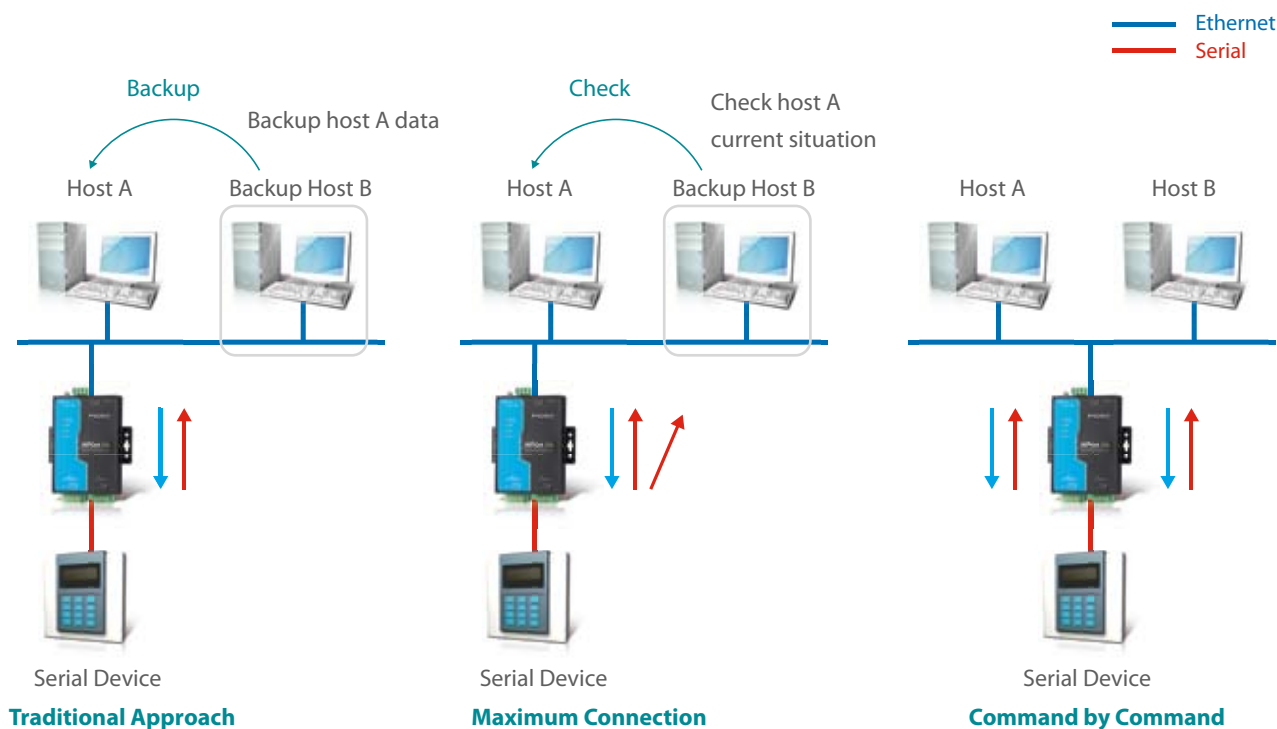 Ethernet
Serial
Backup
Backup host A data
Host A
Backup Host B
Serial Device
Traditional Approach
Check
Check host A
current situation
Host A
Backup Host B
Serial Device
Maximum Connection
Host A
Host B
Serial Device
Command by Command